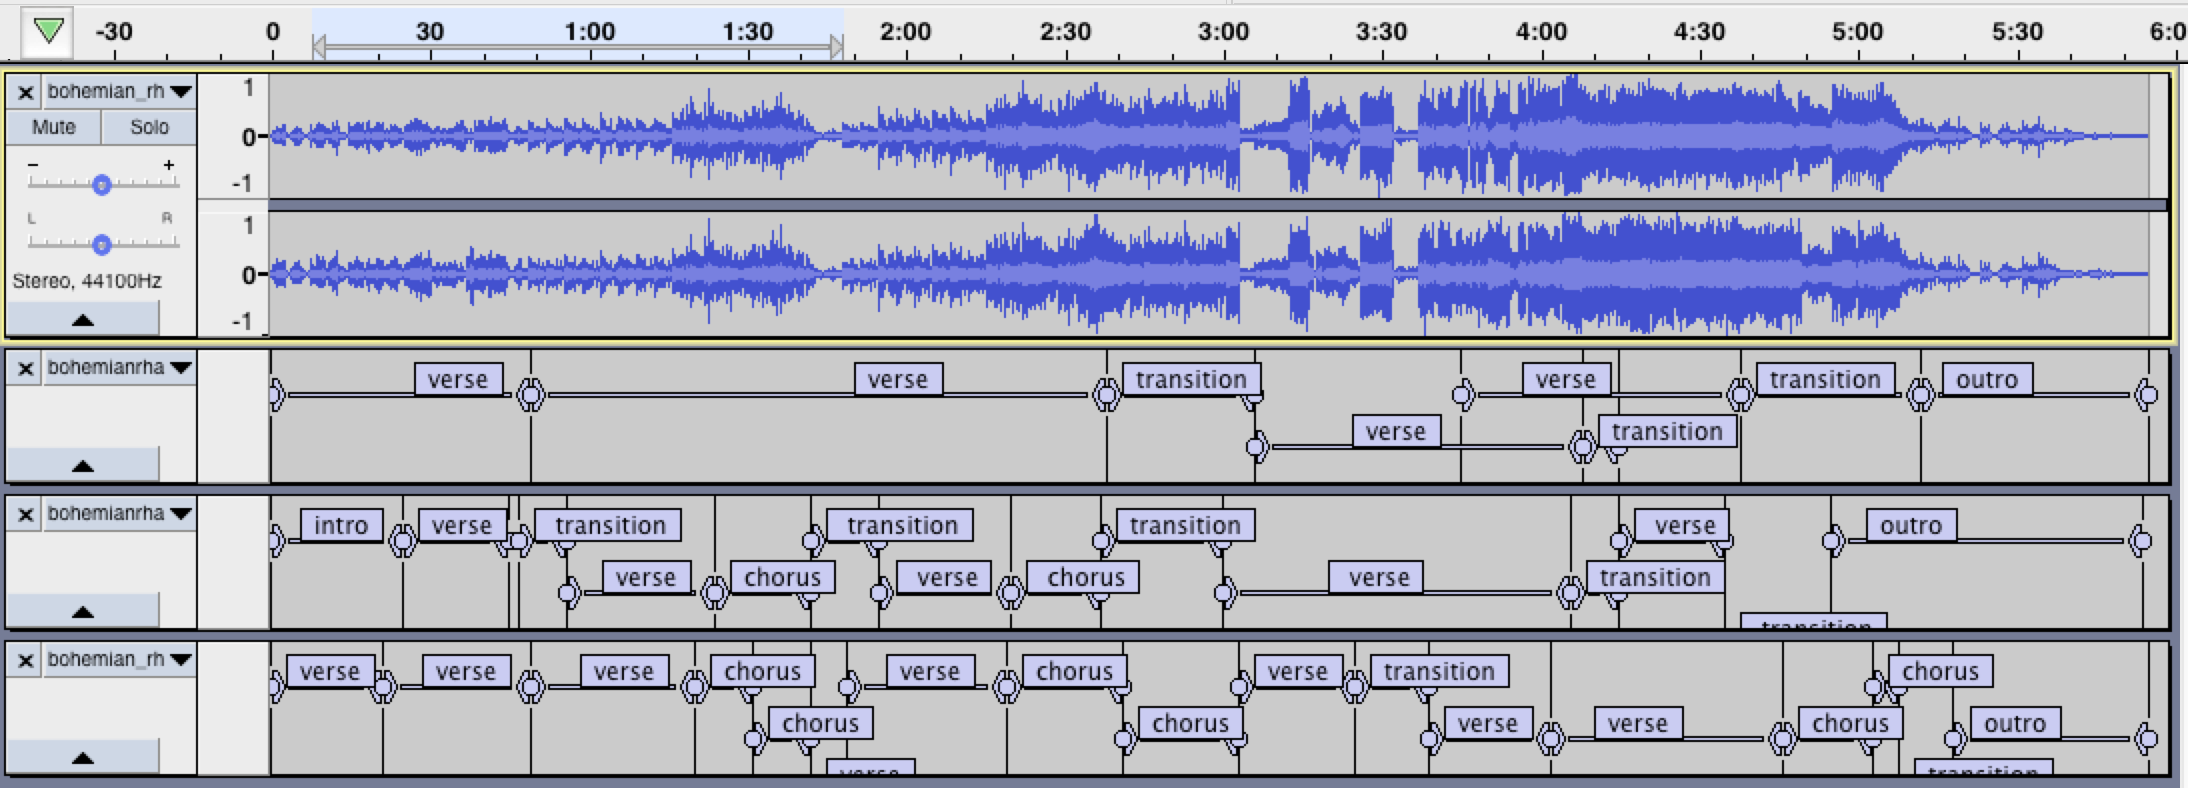 -30 0 30 1:00 1:30 2:00 2:30 3:00 3:30 4:00 4:30 5:00 5:30 6:0
× bohemian_rh ▼
Mute Solo
- +
L R
Stereo, 44100Hz
1
0
-1
1
0
-1
× bohemianrha ▼
verse verse transition verse transition outro
verse transition
× bohemianrha ▼
intro verse transition transition transition verse outro
verse chorus verse chorus verse transition
transition
× bohemian_rh ▼
verse verse verse chorus verse chorus verse transition chorus
chorus chorus verse verse chorus outro
verse transition